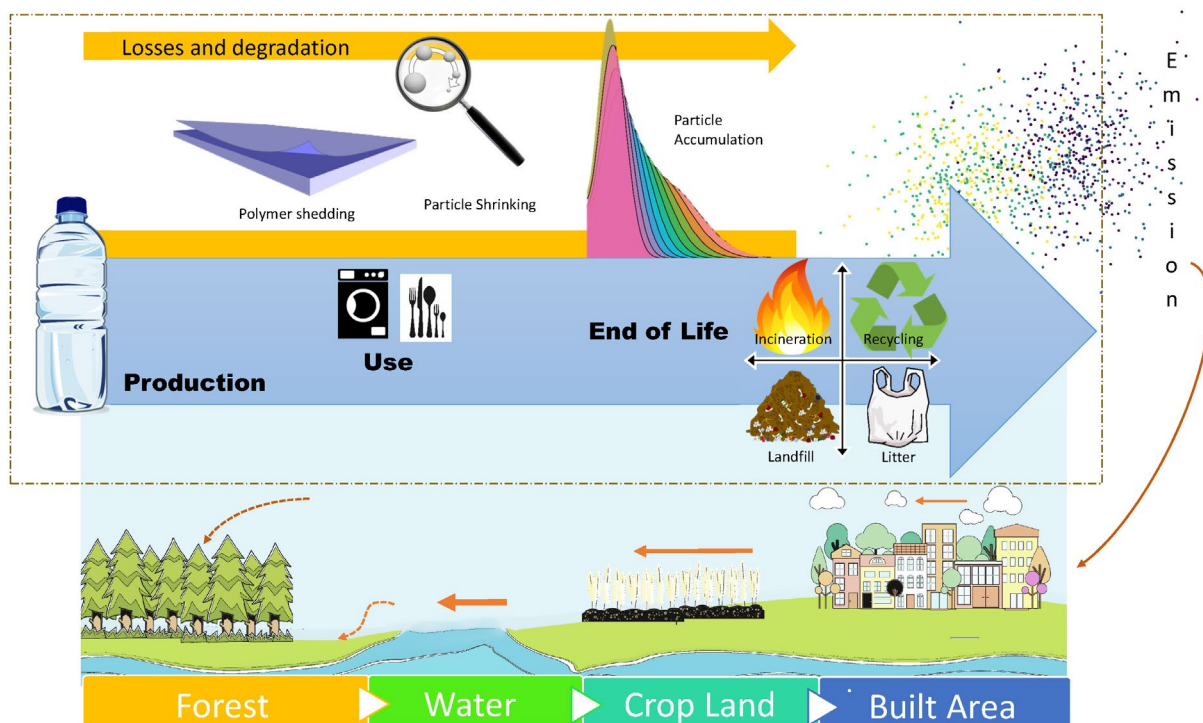 Losses and degradation
Emission
Particle
Accumulation
Polymer shedding
Particle Shrinking
End of Life
Incineration
Recycling
Use
Production
Landfill
Litter
Forest
Water
Crop Land
Built Area